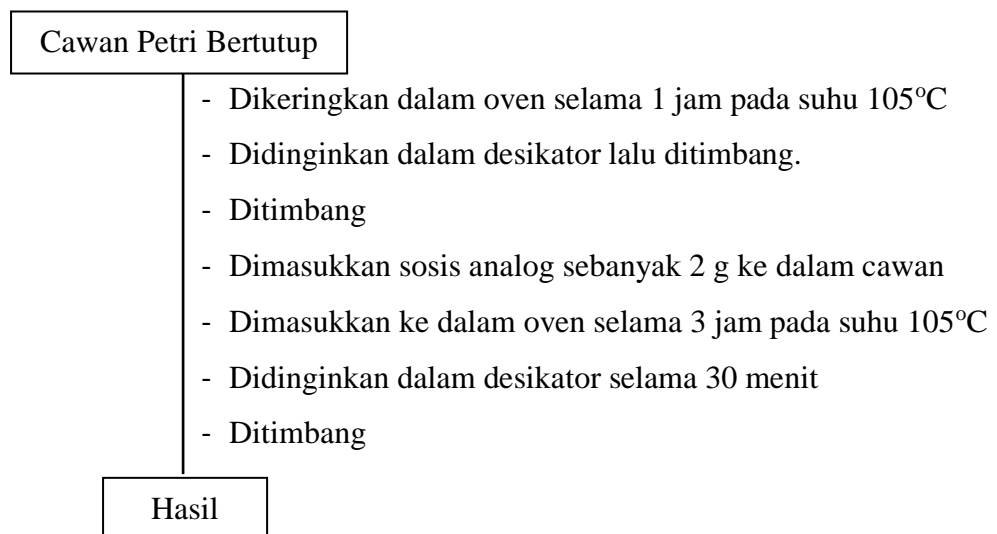 Cawan Petri Bertutup
- Dikeringkan dalam oven selama 1 jam pada suhu 105°C
- Didinginkan dalam desikator lalu ditimbang.
- Ditimbang
- Dimasukkan sosis analog sebanyak 2 g ke dalam cawan
- Dimasukkan ke dalam oven selama 3 jam pada suhu 105°C
- Didinginkan dalam desikator selama 30 menit
- Ditimbang
Hasil